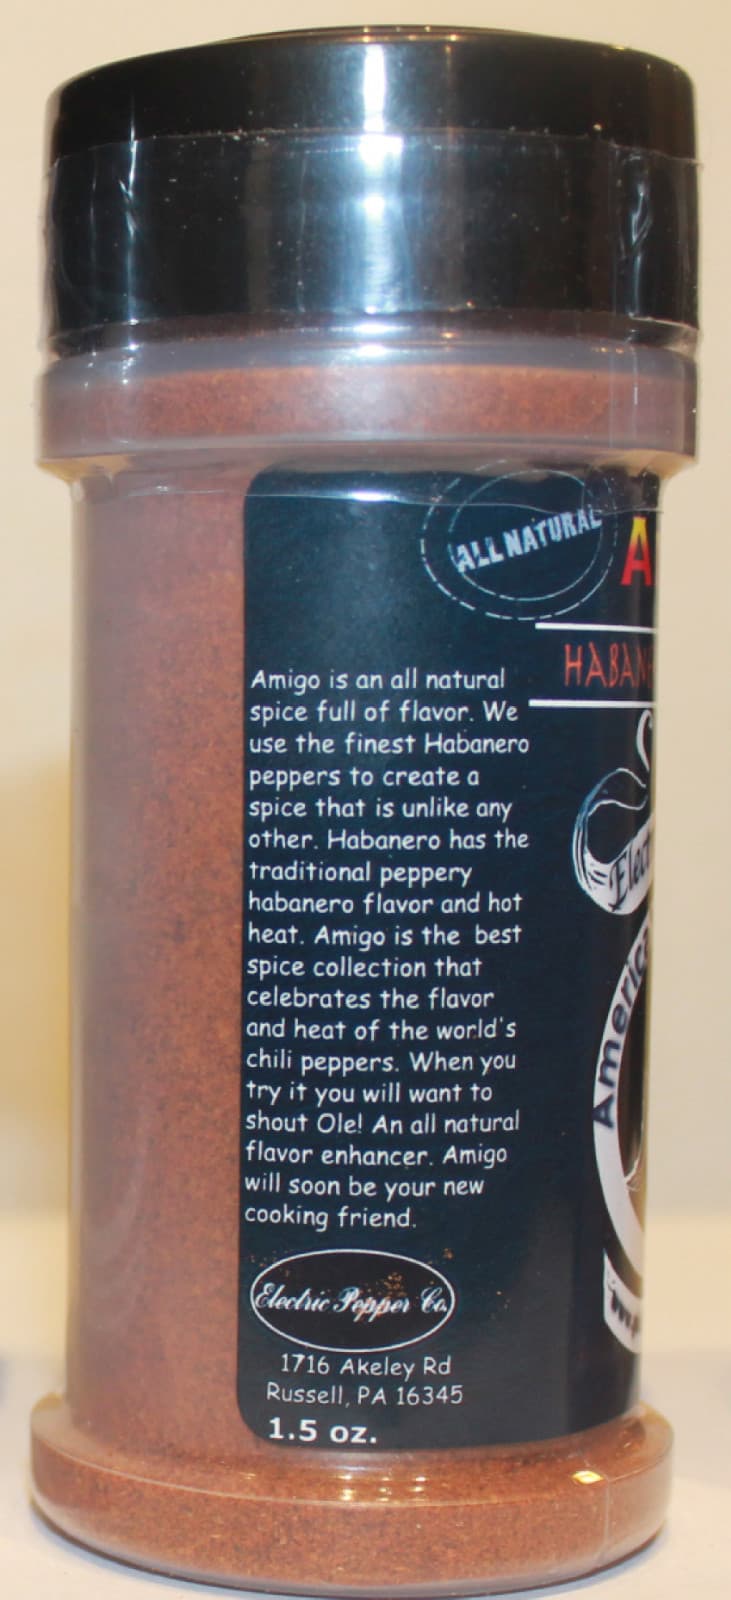 ALL NATURAL
Amigo is an all natural
spice full of flavor. We
use the finest Habanero
peppers to create a
spice that is unlike any
other. Habanero has the
traditional peppery
habanero flavor and hot
heat. Amigo is the best
spice collection that
celebrates the flavor
and heat of the world's
chili peppers. When you
try it you will want to
shout Ole! An all natural
flavor enhancer. Amigo
will soon be your new
cooking friend.
Electric Pepper Co.
1716 Akeley Rd
Russell, PA 16345
1.5 oz.
A
HABAN
Elect
America